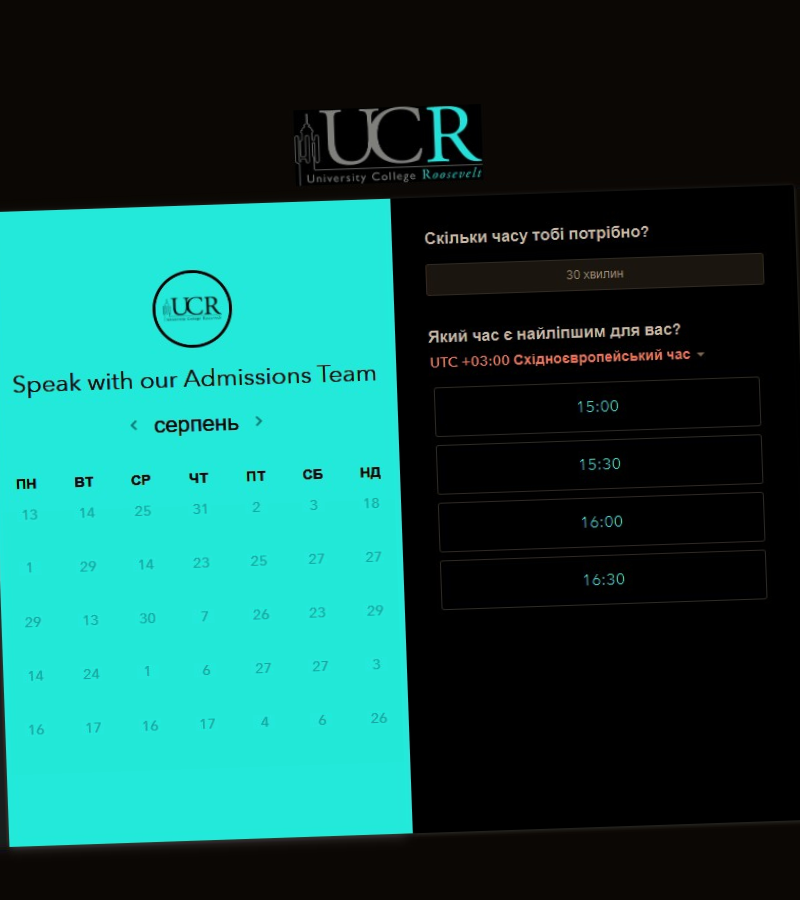 UCR
University College Roosevelt
UCR
University College Roosevelt
Speak with our Admissions Team
серпень
ПН ВТ СР ЧТ ПТ СБ НД
13 14 25 31 2 3 18
1 29 14 23 25 27 27
29 13 30 7 26 23 29
14 24 1 6 27 27 3
16 17 16 17 4 6 26
Скільки часу тобі потрібно?
30 хвилин
Який час є найліпшим для вас?
UTC +03:00 Східноєвропейський час
15:00
15:30
16:00
16:30